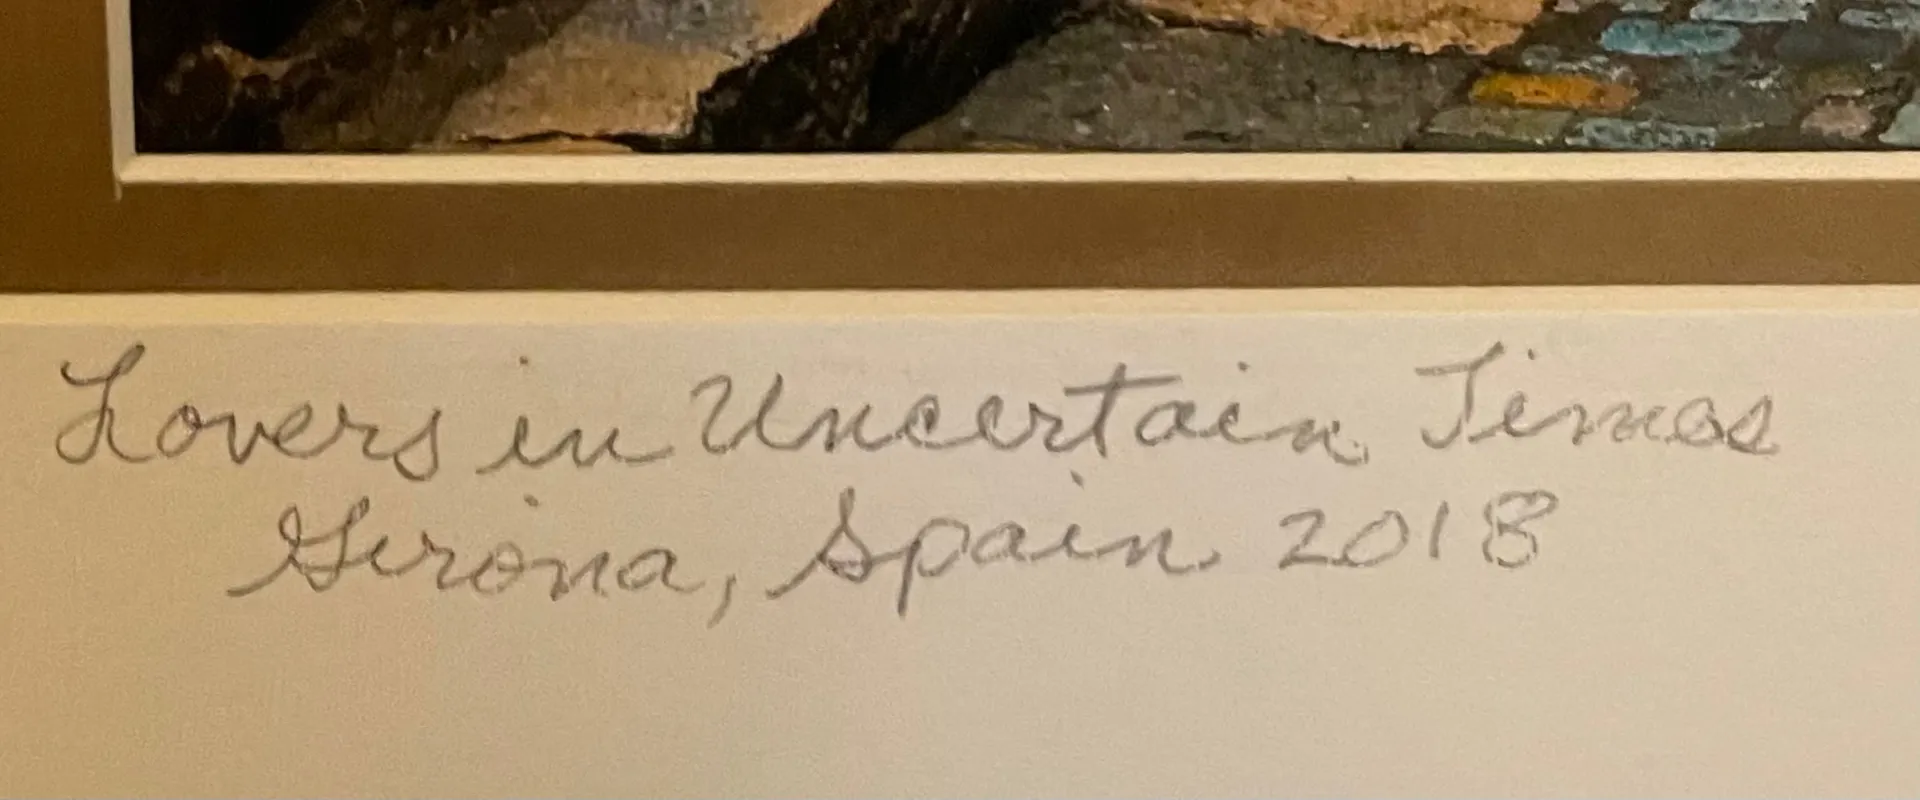 Lovers in Uncertain Times
Girona, Spain 2018